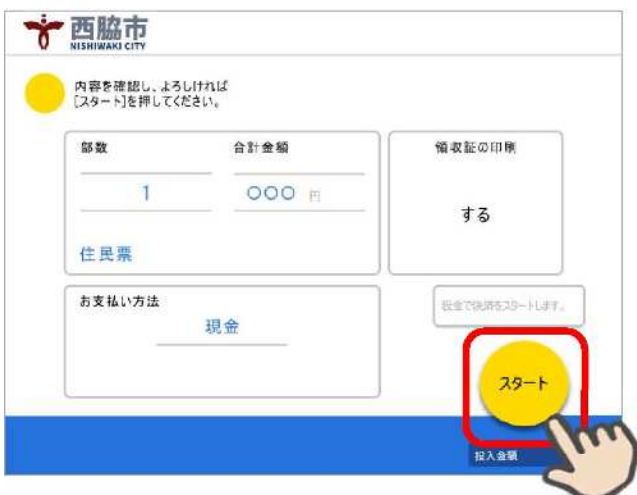 西脇市
NISHIWAKI CITY
内容を確認し、よろしければ
[スタート]を押してください。
部数
合計金額
領収証の印刷
1
〇〇〇 円
する
住民票
お支払い方法
現金
現金で決済をスタートします。
スタート
投入金額